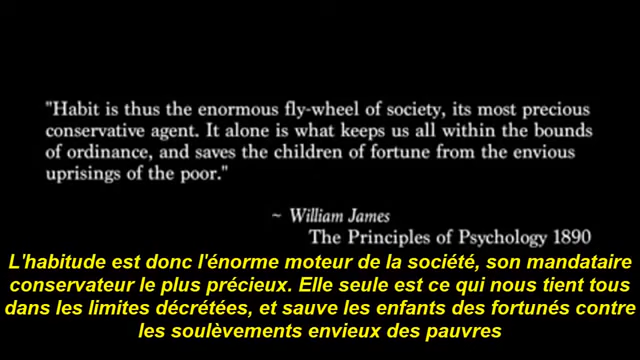 "Habit is thus the enormous fly-wheel of society, its most precious
conservative agent. It alone is what keeps us all within the bounds
of ordinance, and saves the children of fortune from the envious
uprisings of the poor."
~ William James
The Principles of Psychology 1890
L'habitude est donc l'énorme moteur de la société, son mandataire
conservateur le plus précieux. Elle seule est ce qui nous tient tous
dans les limites décrétées, et sauve les enfants des fortunés contre
les soulèvements envieux des pauvres